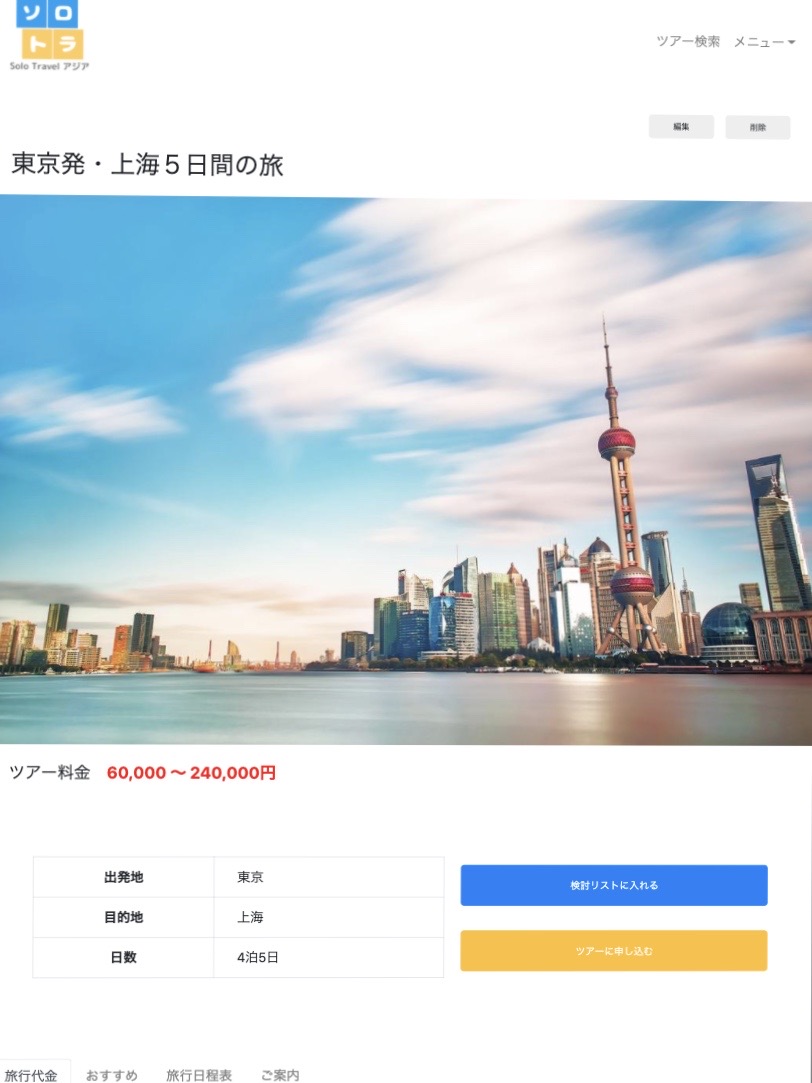 ソロ
トラ
Solo Travel アジア
ツアー検索 メニュー
編集 削除
東京発・上海５日間の旅
ツアー料金 60,000 〜 240,000円
出発地 東京
目的地 上海
日数 4泊5日
検討リストに入れる
ツアーに申し込む
旅行代金 おすすめ 旅行日程表 ご案内